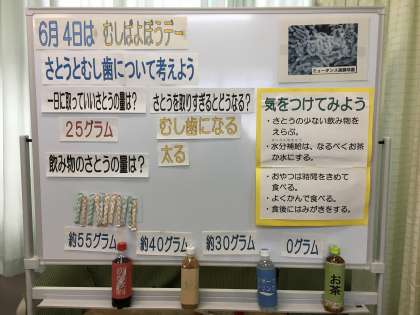 6月4日は むしばよぼうデー
さとうとむし歯について考えよう
ミュータンス連鎖球菌
一日に取っていいさとうの量は？
25グラム
さとうを取りすぎるとどうなる？
むし歯になる
太る
飲み物のさとうの量は？
気をつけてみよう
・さとうの少ない飲み物を
えらぶ。
・水分補給は、なるべくお茶
か水にする。
・おやつは時間をきめて
食べる。
・よくかんで食べる。
・食後にはみがきをする。
約55グラム
約40グラム
約30グラム
0グラム
お茶